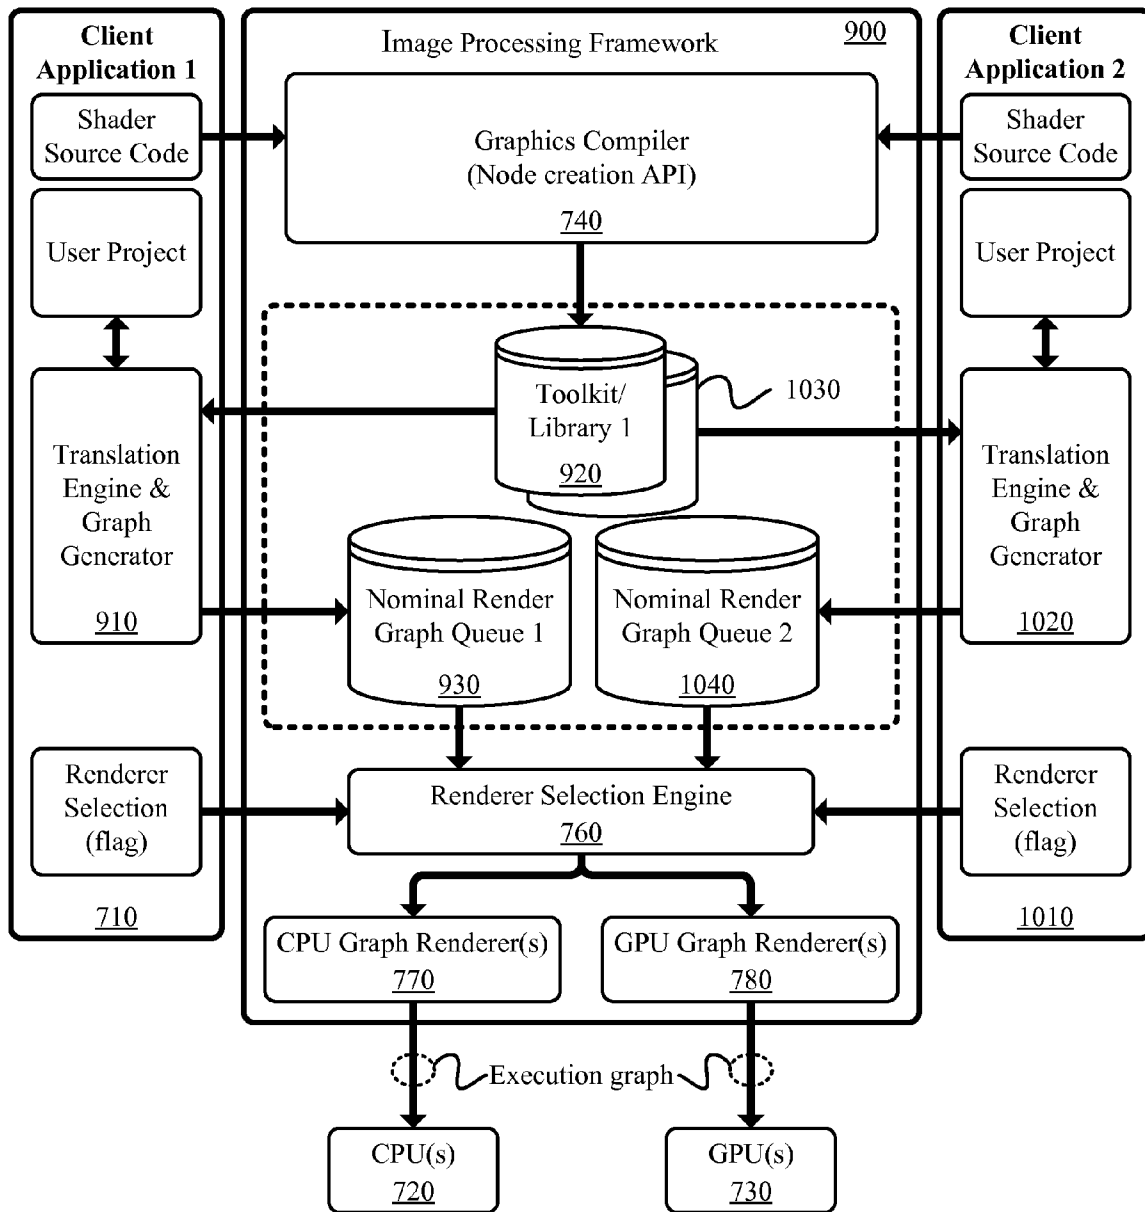 Client
Application 1
Shader
Source Code
User Project
Translation
Engine &
Graph
Generator
910
Renderer
Selection
(flag)
710
Image Processing Framework
900
Graphics Compiler
(Node creation API)
740
Toolkit/
Library 1
920
1030
Nominal Render
Graph Queue 1
930
Nominal Render
Graph Queue 2
1040
Renderer Selection Engine
760
CPU Graph Renderer(s)
770
GPU Graph Renderer(s)
780
Execution graph
CPU(s)
720
GPU(s)
730
Client
Application 2
Shader
Source Code
User Project
Translation
Engine &
Graph
Generator
1020
Renderer
Selection
(flag)
1010